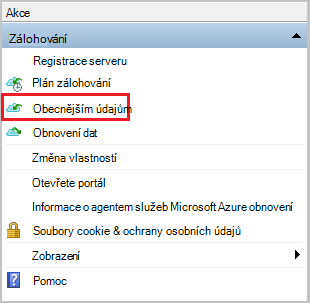 Akce
Zálohování
Registrace serveru
Plán zálohování
Obecnějším údajům
Obnovení dat
Změna vlastností
Otevřete portál
Informace o agentem služeb Microsoft Azure obnovení
Soubory cookie & ochrany osobních údajů
Zobrazení
Pomoc